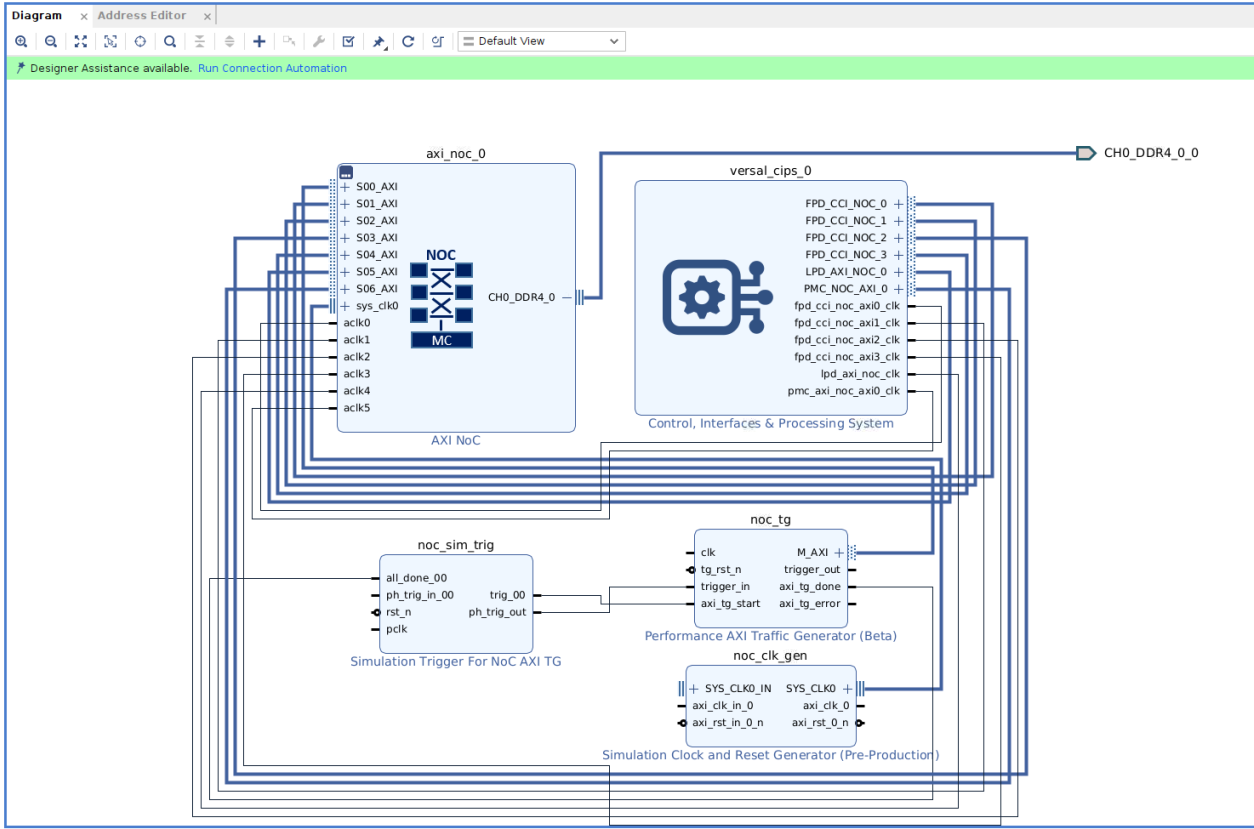 Diagram × Address Editor ×
Default View
Designer Assistance available. Run Connection Automation
axi_noc_0
S00_AXI
S01_AXI
S02_AXI
S03_AXI
S04_AXI
S05_AXI
S06_AXI
sys_clk0
aclk0
aclk1
aclk2
aclk3
aclk4
aclk5
NOC
MC
CH0_DDR4_0
AXI NoC
CH0_DDR4_0_0
versal_cips_0
FPD_CCI_NOC_0
FPD_CCI_NOC_1
FPD_CCI_NOC_2
FPD_CCI_NOC_3
LPD_AXI_NOC_0
PMC_NOC_AXI_0
fpd_cci_noc_axi0_clk
fpd_cci_noc_axi1_clk
fpd_cci_noc_axi2_clk
fpd_cci_noc_axi3_clk
lpd_axi_noc_clk
pmc_axi_noc_axi0_clk
Control, Interfaces & Processing System
noc_sim_trig
all_done_00
ph_trig_in_00 trig_00
rst_n ph_trig_out
pclk
Simulation Trigger For NoC AXI TG
noc_tg
clk M_AXI
tg_rst_n trigger_out
trigger_in axi_tg_done
axi_tg_start axi_tg_error
Performance AXI Traffic Generator (Beta)
noc_clk_gen
SYS_CLK0_IN SYS_CLK0
axi_clk_in_0 axi_clk_0
axi_rst_in_0_n axi_rst_0_n
Simulation Clock and Reset Generator (Pre-Production)